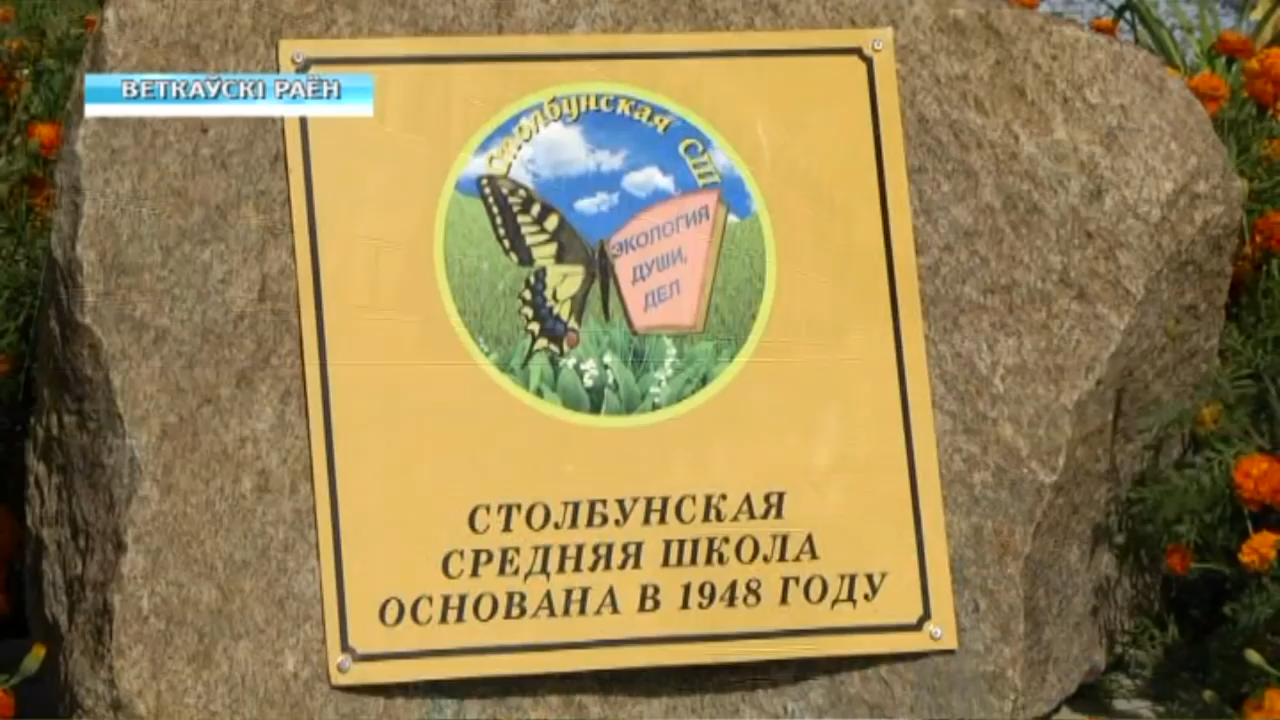 ВЕТКАЎСКІ РАЁН
Столбунская СШ
ЭКОЛОГИЯ
ДУШИ,
ДЕЛ
СТОЛБУНСКАЯ
СРЕДНЯЯ ШКОЛА
ОСНОВАНА В 1948 ГОДУ